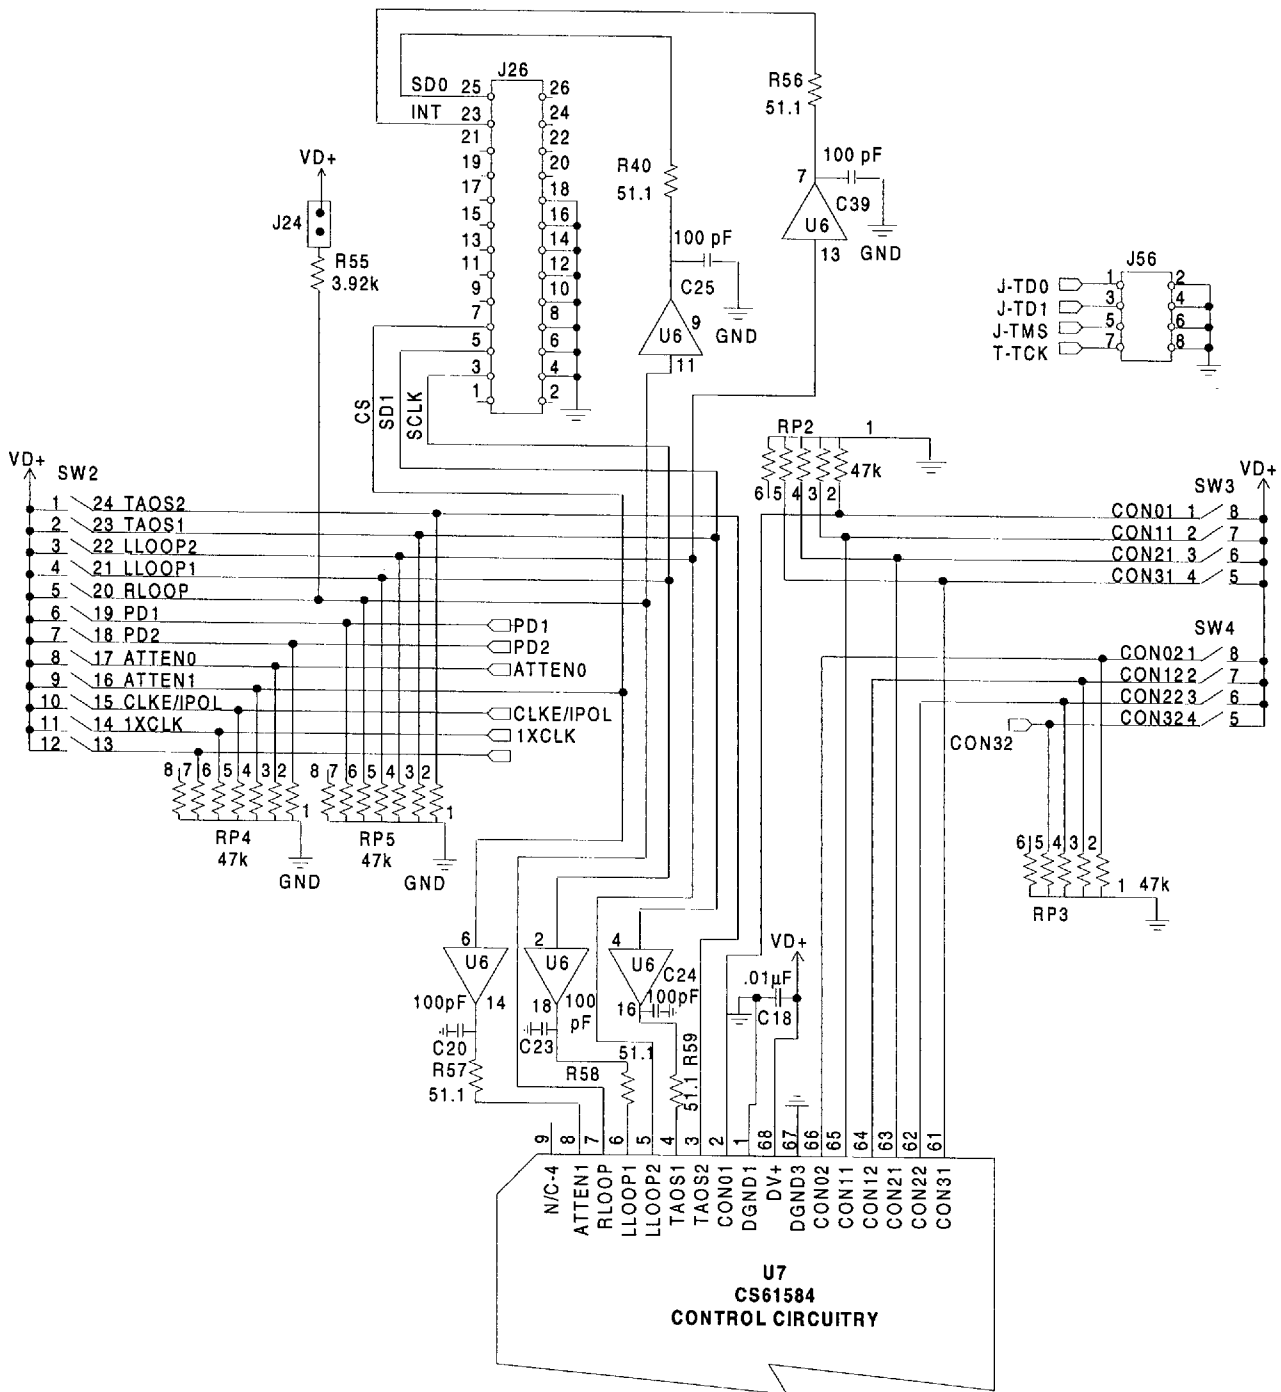 J26
SD0 25 26
INT 23 24
21 22
19 20
17 18
15 16
13 14
11 12
9 10
7 8
5 6
3 4
1 2
CS
SD1
SCLK
R56
51.1
100 pF
7
C39
U6
13
GND
R40
51.1
100 pF
C25
U6
9
11
GND
VD+
J24
R55
3.92k
J56
J-TD0 1 2
J-TD1 3 4
J-TMS 5 6
T-TCK 7 8
VD+
SW2
1 24 TAOS2
2 23 TAOS1
3 22 LLOOP2
4 21 LLOOP1
5 20 RLOOP
6 19 PD1
7 18 PD2
8 17 ATTEN0
9 16 ATTEN1
10 15 CLKE/IPOL
11 14 1XCLK
12 13
PD1
PD2
ATTEN0
CLKE/IPOL
1XCLK
8 7 6 5 4 3 2
1
RP4
47k
GND
8 7 6 5 4 3 2
1
RP5
47k
GND
RP2
1
47k
6 5 4 3 2
VD+
SW3
CON01 1 8
CON11 2 7
CON21 3 6
CON31 4 5
SW4
CON021 8
CON122 7
CON223 6
CON324 5
CON32
6 5 4 3 2
1
47k
RP3
6
U6
100pF
14
C20
R57
51.1
2
U6
18
100
pF
C23
R58
51.1
4
U6
C24
16
100pF
R59
51.1
VD+
.01µF
C18
9 8 7 6 5 4 3 2 1 68 67 66 65 64 63 62 61
N/C-4
ATTEN1
RLOOP
LLOOP1
LLOOP2
TAOS1
TAOS2
CON01
DGND1
DV+
DGND3
CON02
CON11
CON12
CON21
CON22
CON31
U7
CS61584
CONTROL CIRCUITRY